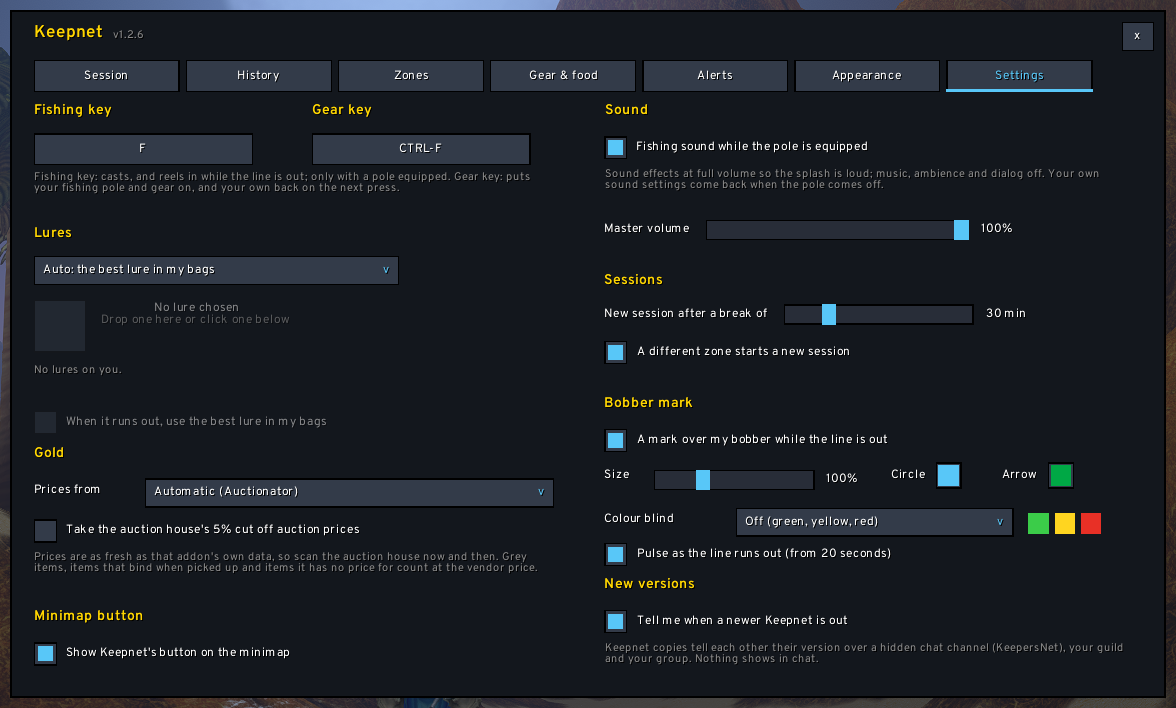 Keepnet v1.2.6
x
Session
History
Zones
Gear & food
Alerts
Appearance
Settings
Fishing key
Gear key
F
CTRL-F
Fishing key: casts, and reels in while the line is out; only with a pole equipped. Gear key: puts
your fishing pole and gear on, and your own back on the next press.
Lures
Auto: the best lure in my bags
v
No lure chosen
Drop one here or click one below
No lures on you.
When it runs out, use the best lure in my bags
Gold
Prices from
Automatic (Auctionator)
v
Take the auction house's 5% cut off auction prices
Prices are as fresh as that addon's own data, so scan the auction house now and then. Grey
items, items that bind when picked up and items it has no price for count at the vendor price.
Minimap button
Show Keepnet's button on the minimap
Sound
Fishing sound while the pole is equipped
Sound effects at full volume so the splash is loud; music, ambience and dialog off. Your own
sound settings come back when the pole comes off.
Master volume
100%
Sessions
New session after a break of
30 min
A different zone starts a new session
Bobber mark
A mark over my bobber while the line is out
Size
100%
Circle
Arrow
Colour blind
Off (green, yellow, red)
v
Pulse as the line runs out (from 20 seconds)
New versions
Tell me when a newer Keepnet is out
Keepnet copies tell each other their version over a hidden chat channel (KeepersNet), your guild
and your group. Nothing shows in chat.